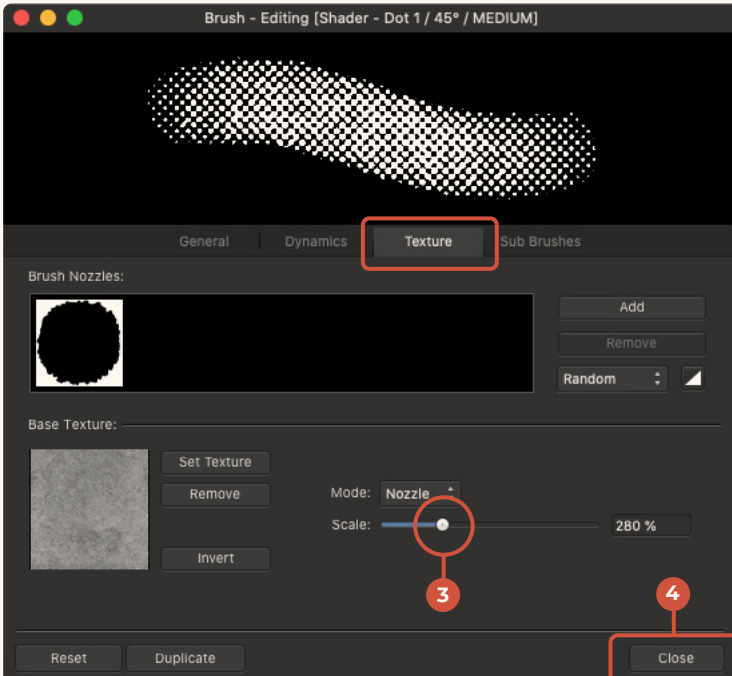 Brush - Editing [Shader - Dot 1 / 45° / MEDIUM]
General Dynamics Texture Sub Brushes
Brush Nozzles:
Add
Remove
Random
Base Texture:
Set Texture
Remove
Mode: Nozzle
Scale: 280 %
Invert
3
4
Reset Duplicate Close